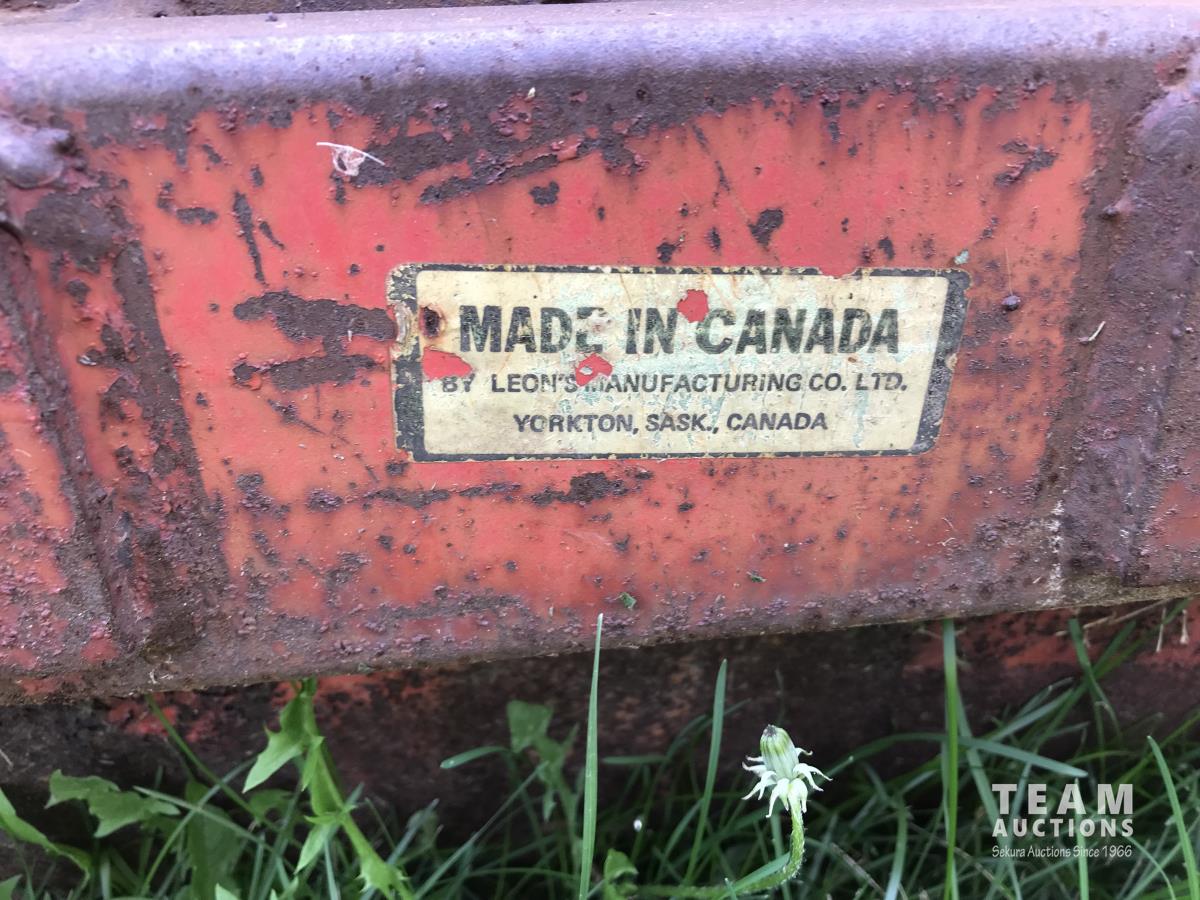 MADE IN CANADA
BY LEON'S MANUFACTURING CO. LTD.
YORKTON, SASK., CANADA
TEAM
AUCTIONS
Sekura Auctions Since 1966